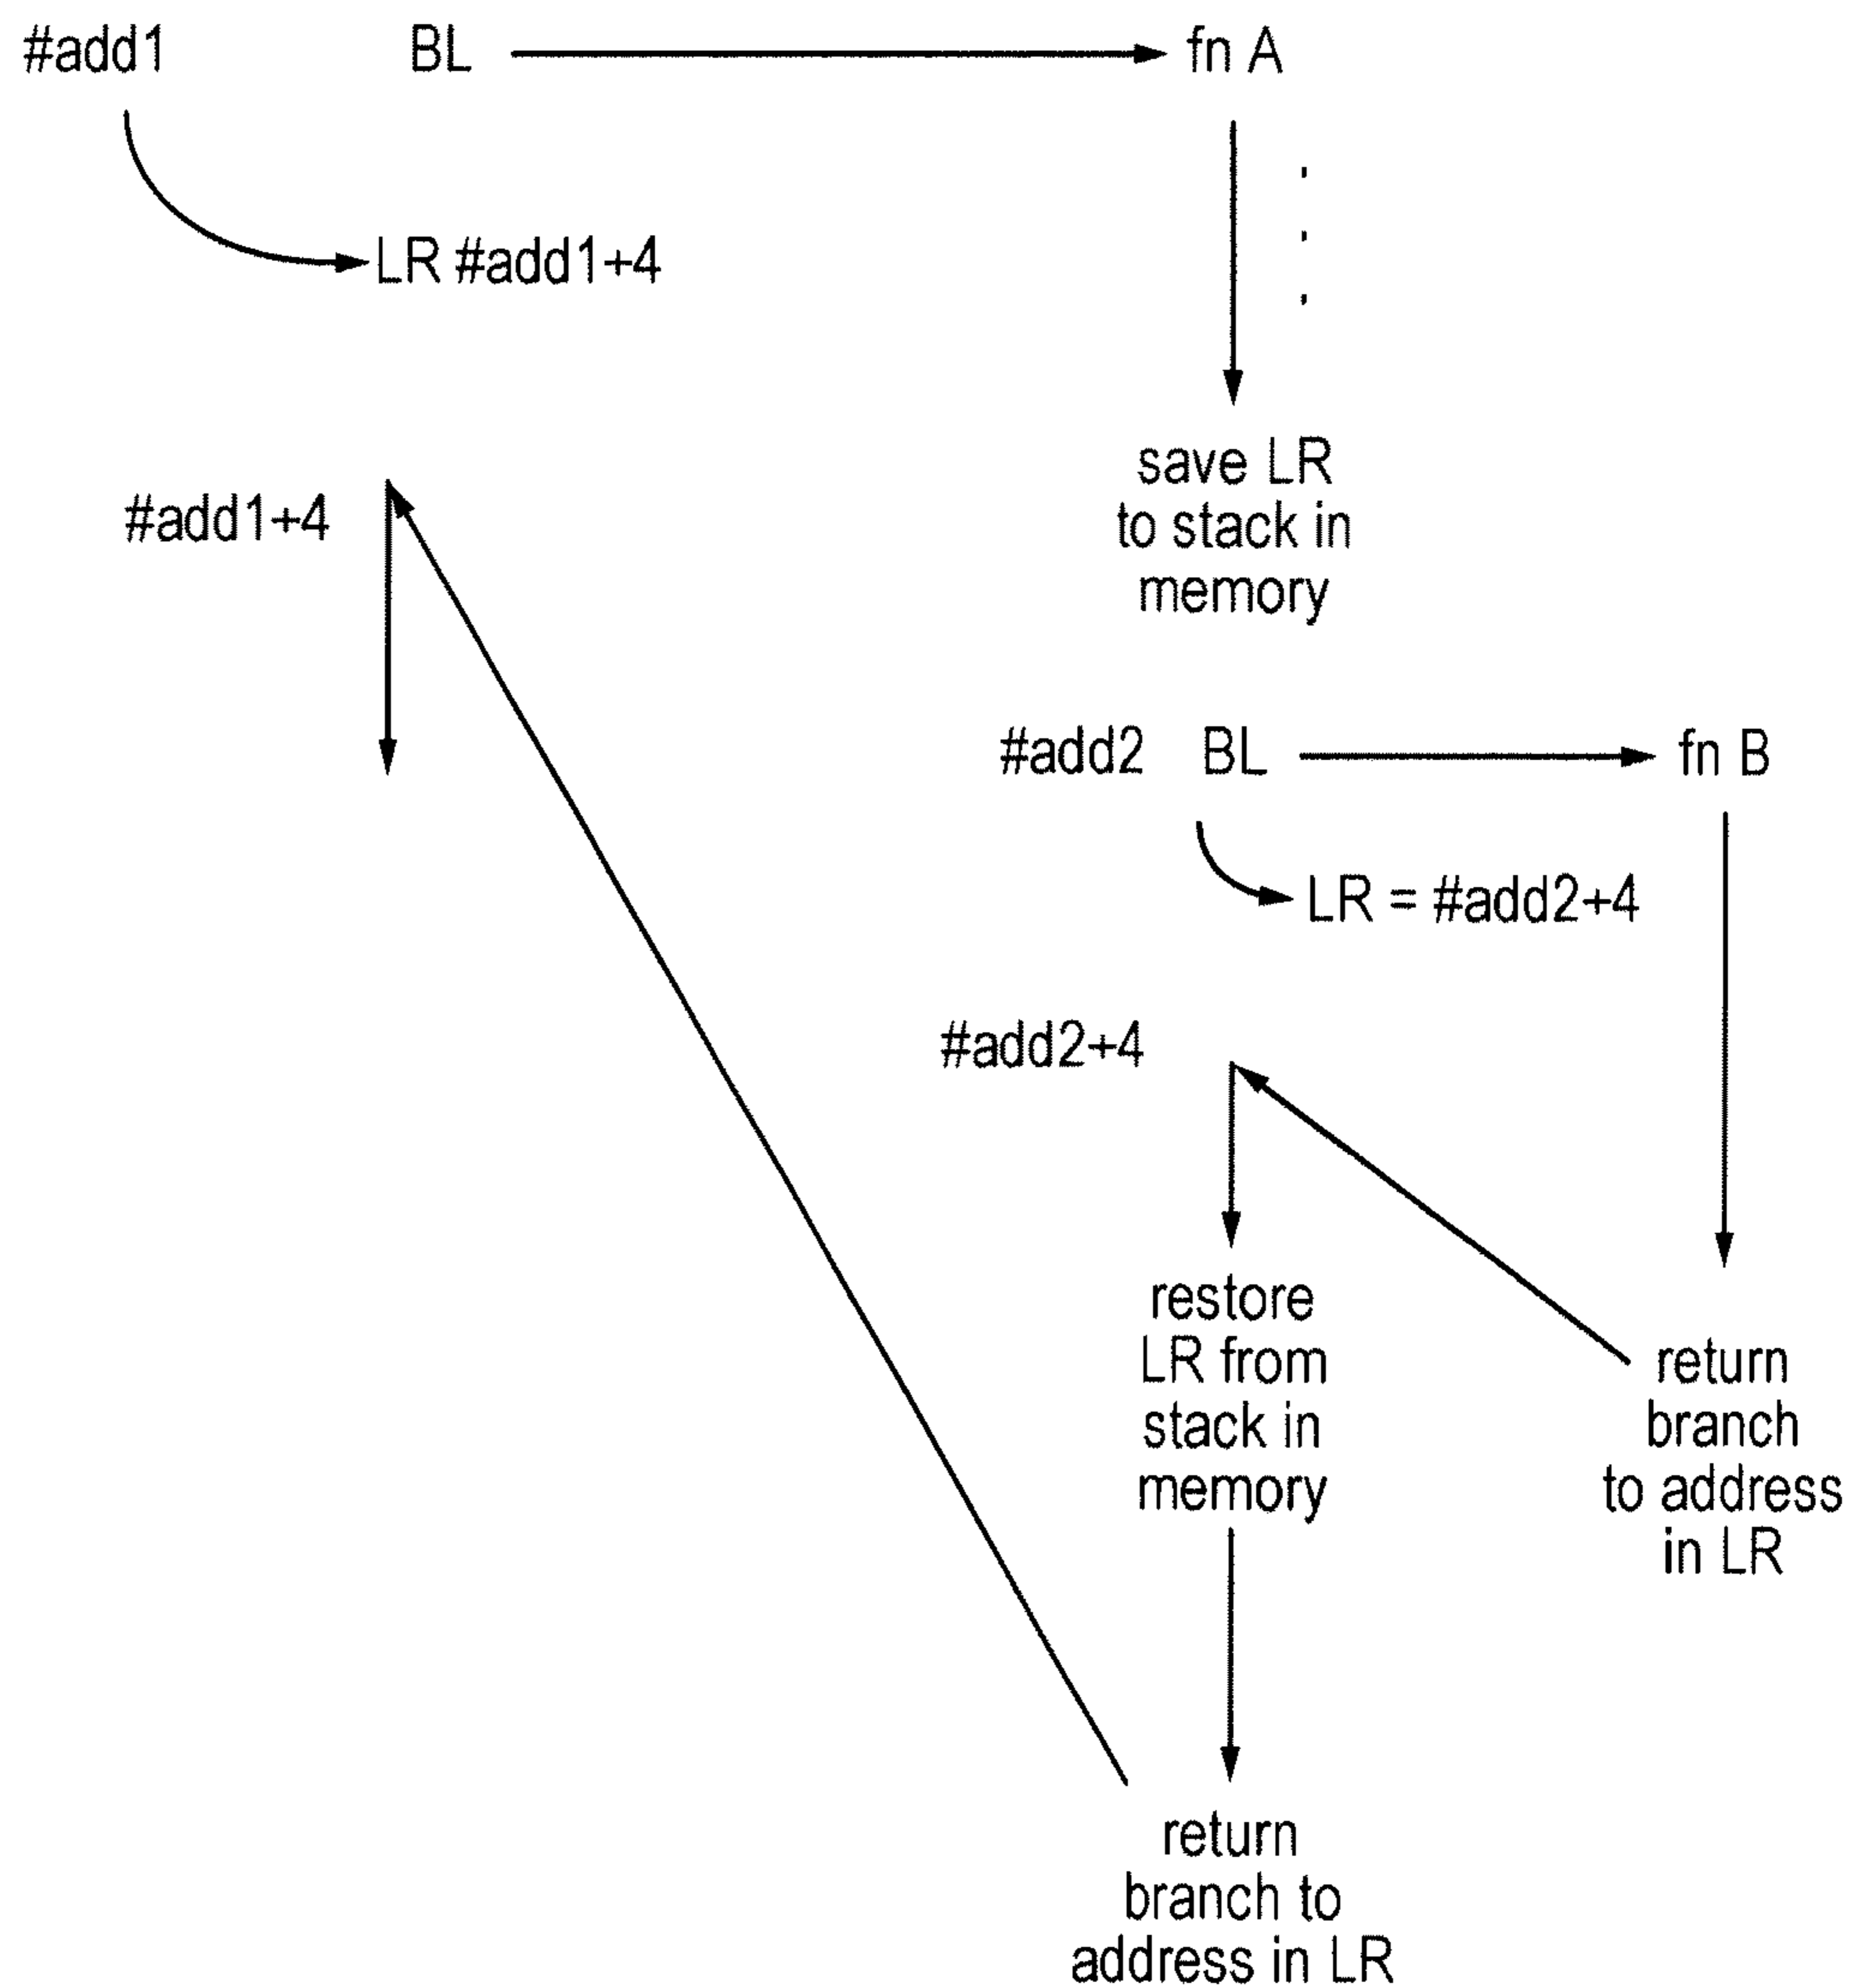 #add1 BL fn A
LR #add1+4
save LR
#add1+4
to stack in
memory
#add2 BL fn B
LR = #add2+4
#add2+4
restore
LR from
stack in
memory
return
branch
to address
in LR
return
branch to
address in LR